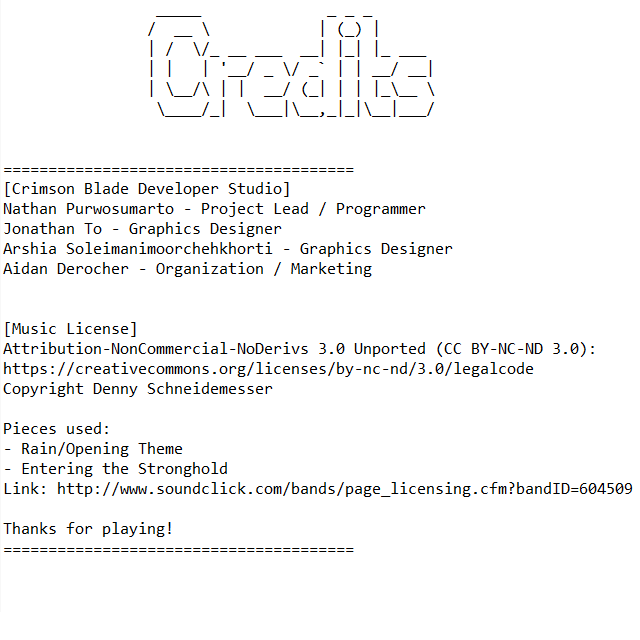 Credits
=======================================
[Crimson Blade Developer Studio]
Nathan Purwosumarto - Project Lead / Programmer
Jonathan To - Graphics Designer
Arshia Soleimanimoorchehkhorti - Graphics Designer
Aidan Derocher - Organization / Marketing
[Music License]
Attribution-NonCommercial-NoDerivs 3.0 Unported (CC BY-NC-ND 3.0):
https://creativecommons.org/licenses/by-nc-nd/3.0/legalcode
Copyright Denny Schneidemesser
Pieces used:
- Rain/Opening Theme
- Entering the Stronghold
Link: http://www.soundclick.com/bands/page_licensing.cfm?bandID=604509
Thanks for playing!
=======================================